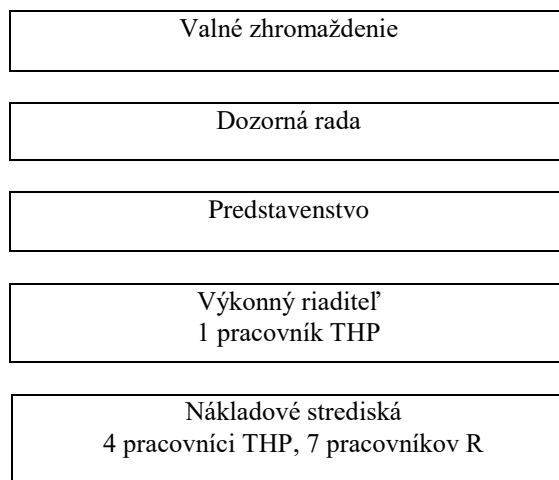 Valné zhromaždenie
Dozorná rada
Predstavenstvo
Výkonný riaditeľ
1 pracovník THP
Nákladové strediská
4 pracovníci THP, 7 pracovníkov R